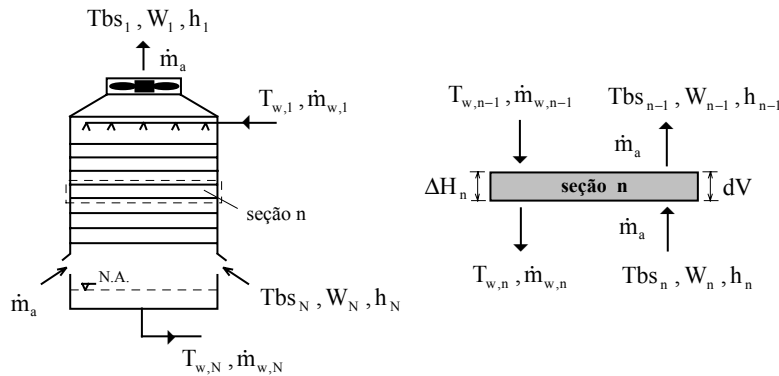 Tbs₁ , W₁ , h₁
ṁₐ
T_w,1 , ṁ_w,1
seção n
N.A.
ṁₐ
Tbs_N , W_N , h_N
T_w,N , ṁ_w,N
T_w,n−1 , ṁ_w,n−1
Tbs_n−1 , W_n−1 , h_n−1
ṁₐ
ΔH_n
seção n
dV
ṁₐ
T_w,n , ṁ_w,n
Tbs_n , W_n , h_n